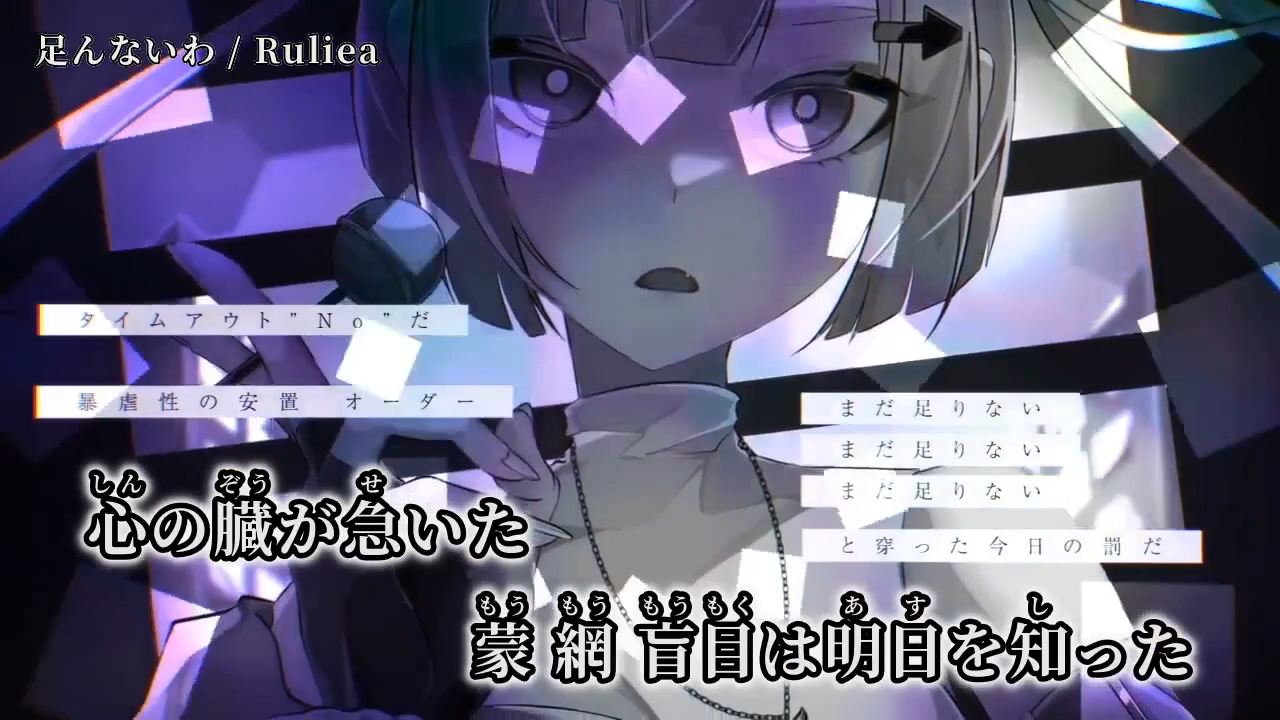 足んないわ / Ruliea
タイムアウト”No”だ
暴虐性の安置 オーダー
まだ足りない
まだ足りない
まだ足りない
と穿った今日の罰だ
しん ぞう せ
心の臓が急いた
もう もう もうもく あ す し
蒙 網 盲目は明日を知った